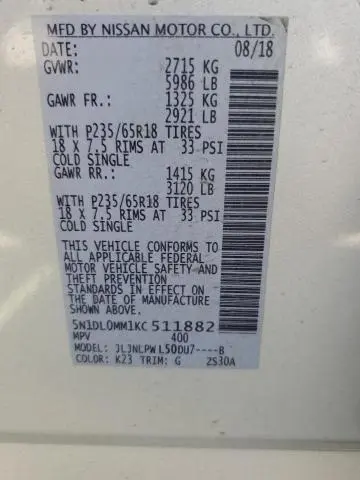 MFD BY NISSAN MOTOR CO., LTD.
DATE: 08/18
GVWR: 2715 KG
5986 LB
GAWR FR.: 1325 KG
2921 LB
WITH P235/65R18 TIRES
18 X 7.5 RIMS AT 33 PSI
COLD SINGLE
GAWR RR.: 1415 KG
3120 LB
WITH P235/65R18 TIRES
18 X 7.5 RIMS AT 33 PSI
COLD SINGLE
THIS VEHICLE CONFORMS TO
ALL APPLICABLE FEDERAL
MOTOR VEHICLE SAFETY AND
THEFT PREVENTION
STANDARDS IN EFFECT ON
THE DATE OF MANUFACTURE
SHOWN ABOVE.
5N1DL0MM1KC511882
MPV 400
MODEL: JLJNLPW L50DU7----B
COLOR: K23 TRIM: G 2S30A